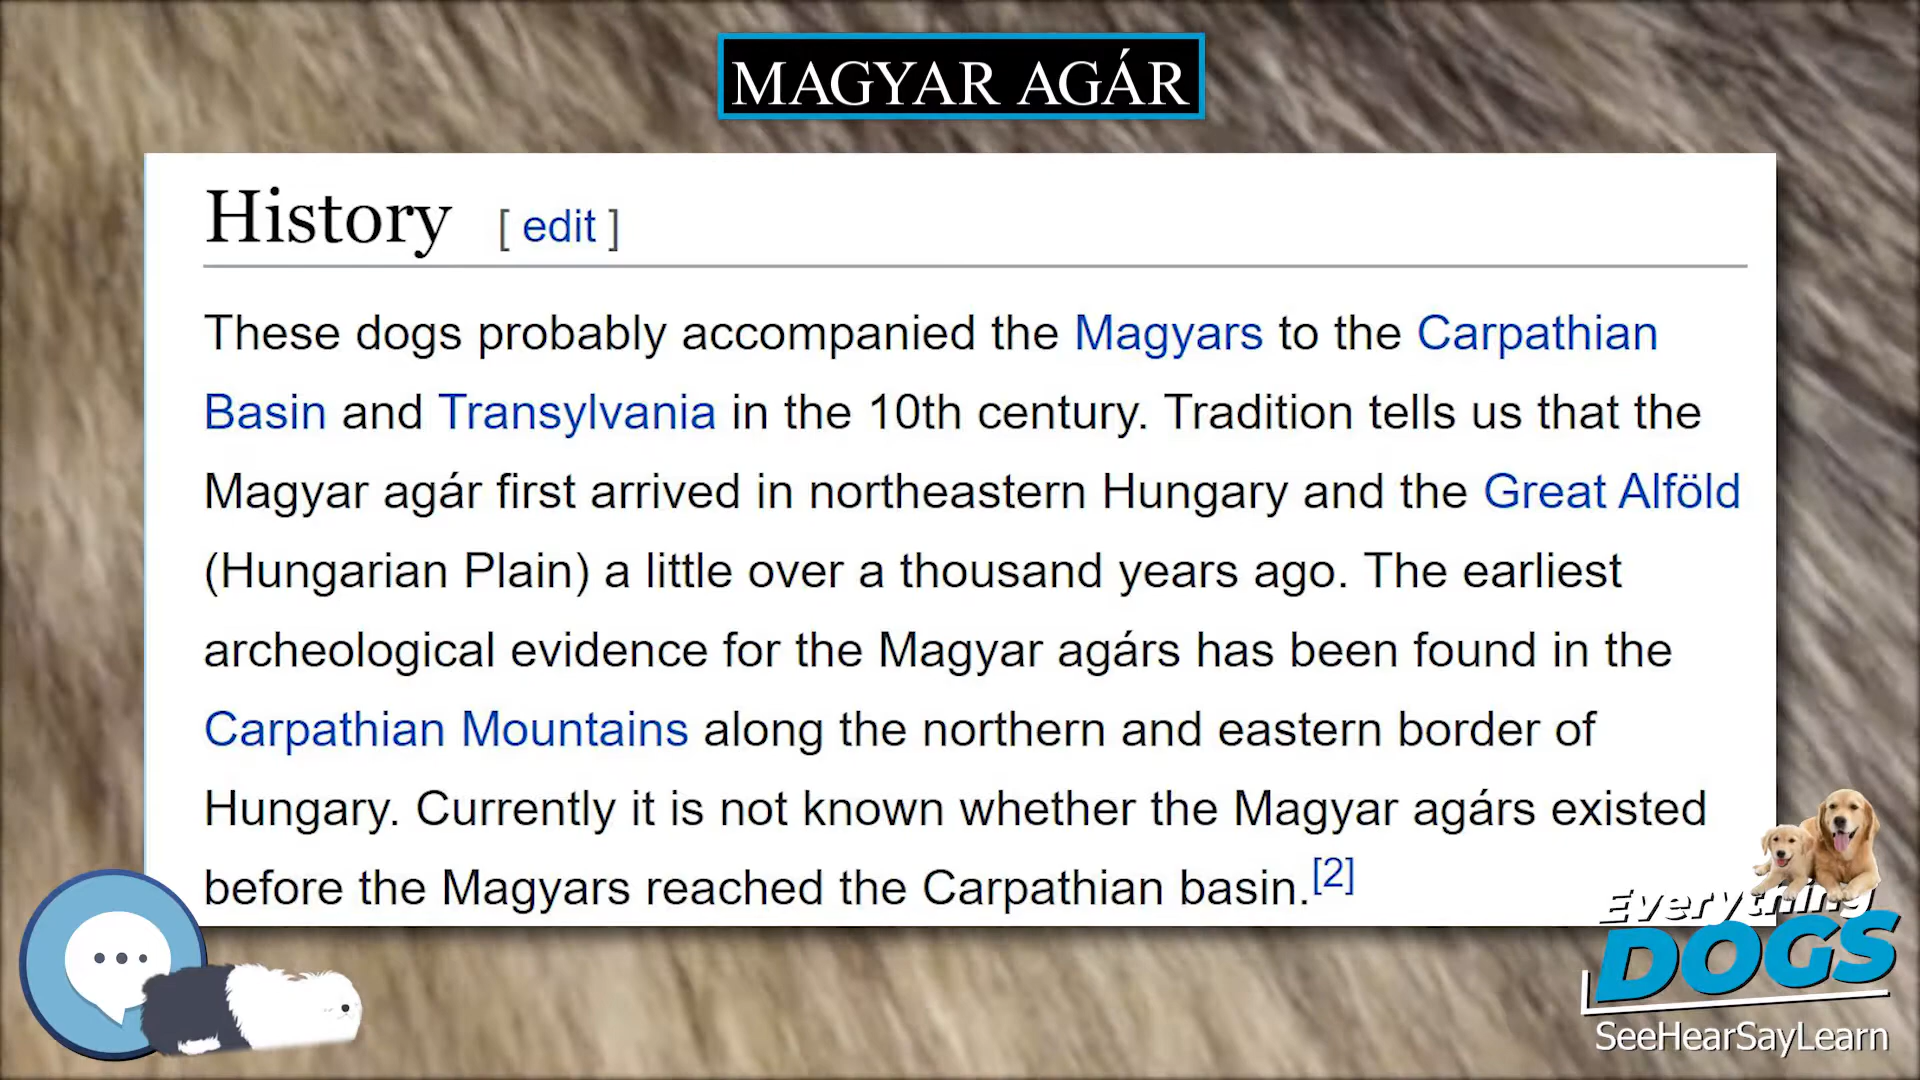 MAGYAR AGÁR
History [ edit ]
These dogs probably accompanied the Magyars to the Carpathian
Basin and Transylvania in the 10th century. Tradition tells us that the
Magyar agár first arrived in northeastern Hungary and the Great Alföld
(Hungarian Plain) a little over a thousand years ago. The earliest
archeological evidence for the Magyar agárs has been found in the
Carpathian Mountains along the northern and eastern border of
Hungary. Currently it is not known whether the Magyar agárs existed
before the Magyars reached the Carpathian basin.[2]
Everything
DOGS
SeeHearSayLearn